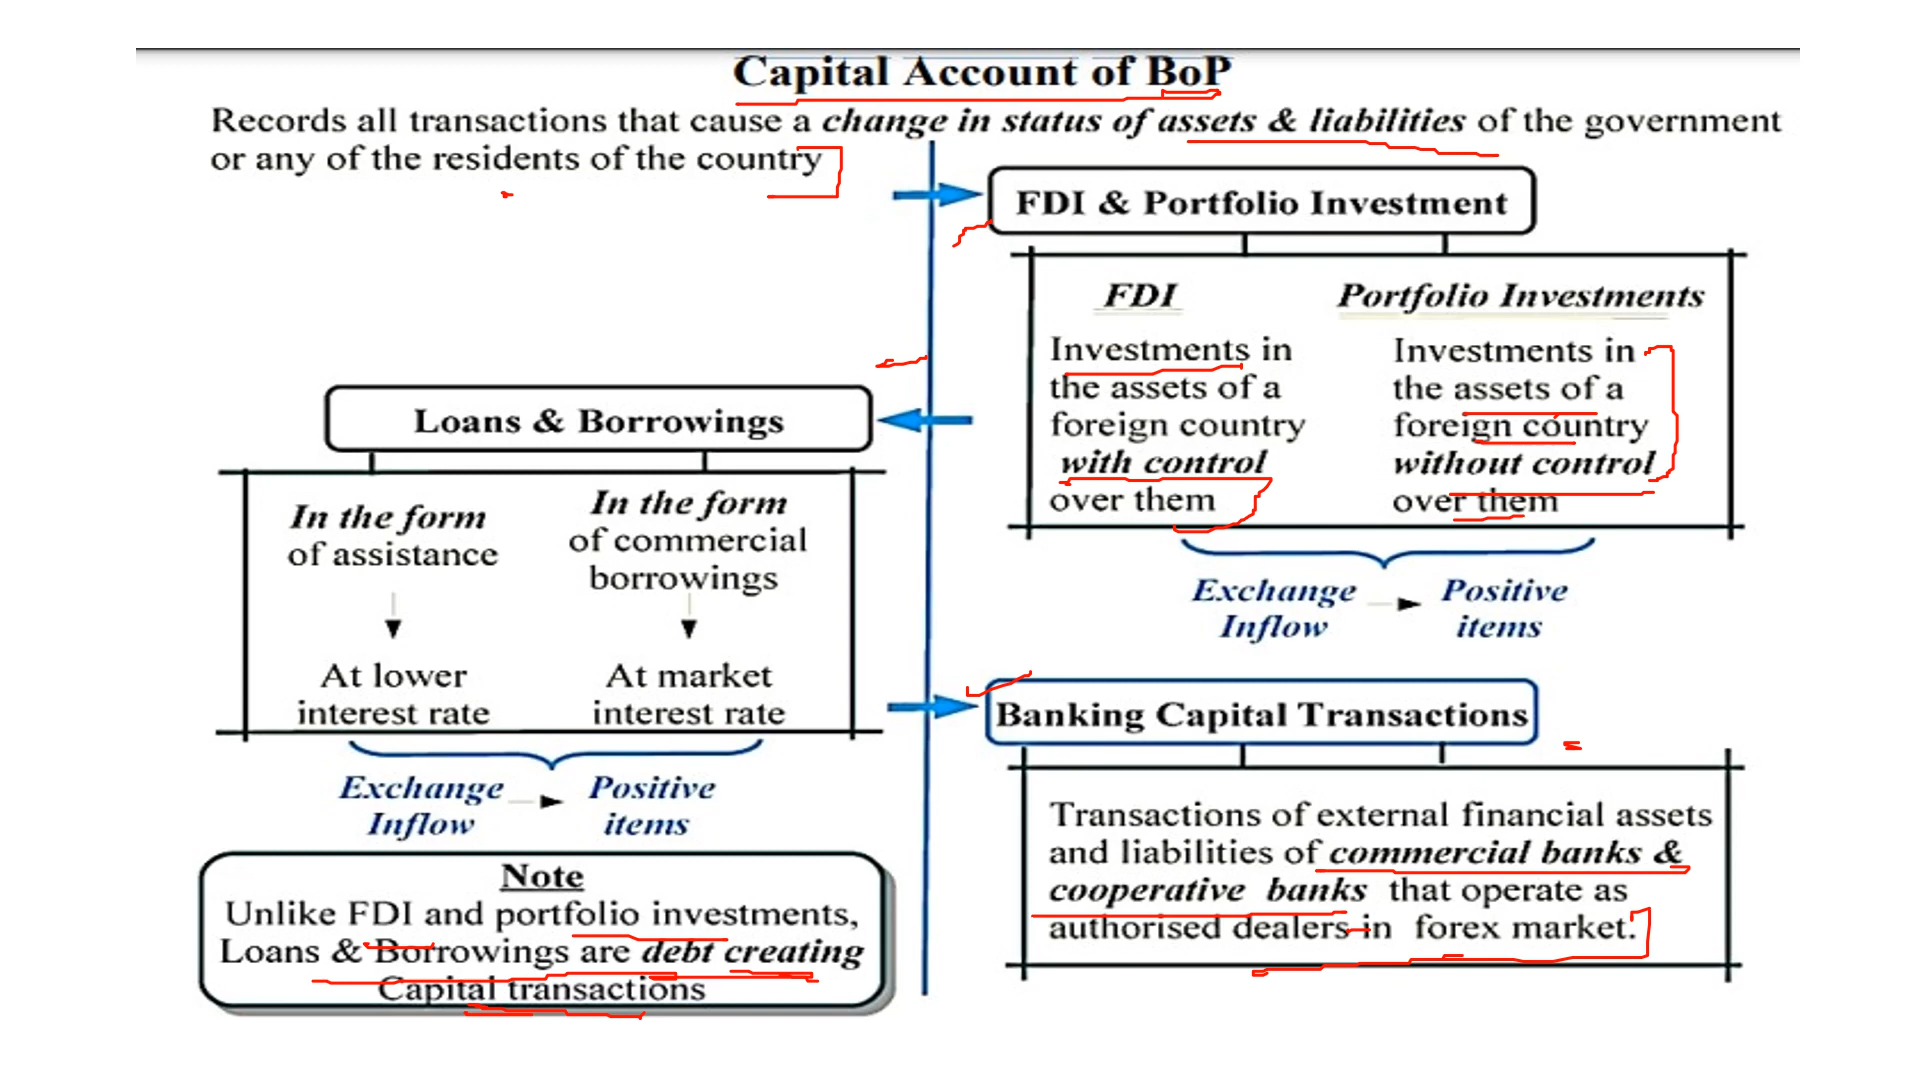 Capital Account of BoP
Records all transactions that cause a change in status of assets & liabilities of the government
or any of the residents of the country
FDI & Portfolio Investment
FDI
Investments in
the assets of a
foreign country
with control
over them
Portfolio Investments
Investments in
the assets of a
foreign country
without control
over them
Exchange
Inflow
Positive
items
Loans & Borrowings
In the form
of assistance
At lower
interest rate
In the form
of commercial
borrowings
At market
interest rate
Exchange
Inflow
Positive
items
Banking Capital Transactions
Transactions of external financial assets
and liabilities of commercial banks &
cooperative banks that operate as
authorised dealers in forex market.
Note
Unlike FDI and portfolio investments,
Loans & Borrowings are debt creating
Capital transactions